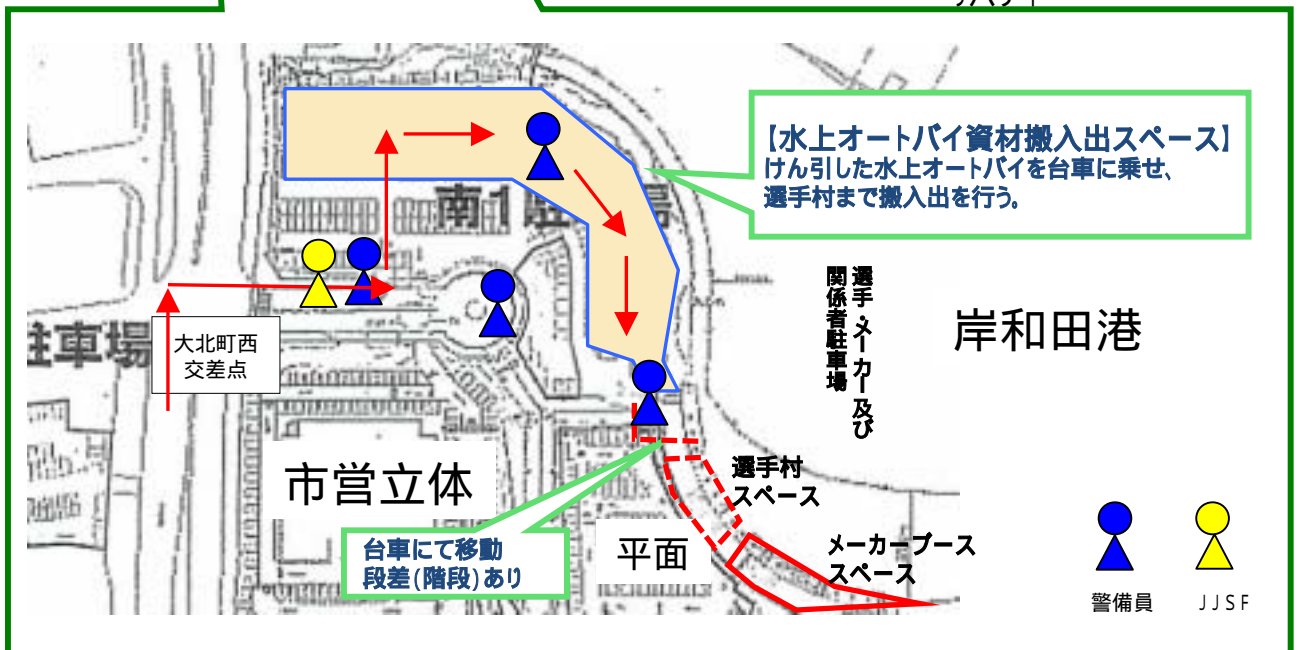 【水上オートバイ資材搬入出スペース】
けん引した水上オートバイを台車に乗せ、
選手村まで搬入出を行う。
南1駐車場
選手・メーカー及び
関係者駐車場
岸和田港
駐車場
大北町西
交差点
市営立体
台車にて移動
段差(階段)あり
平面
選手村
スペース
メーカーブース
スペース
警備員
JJSF